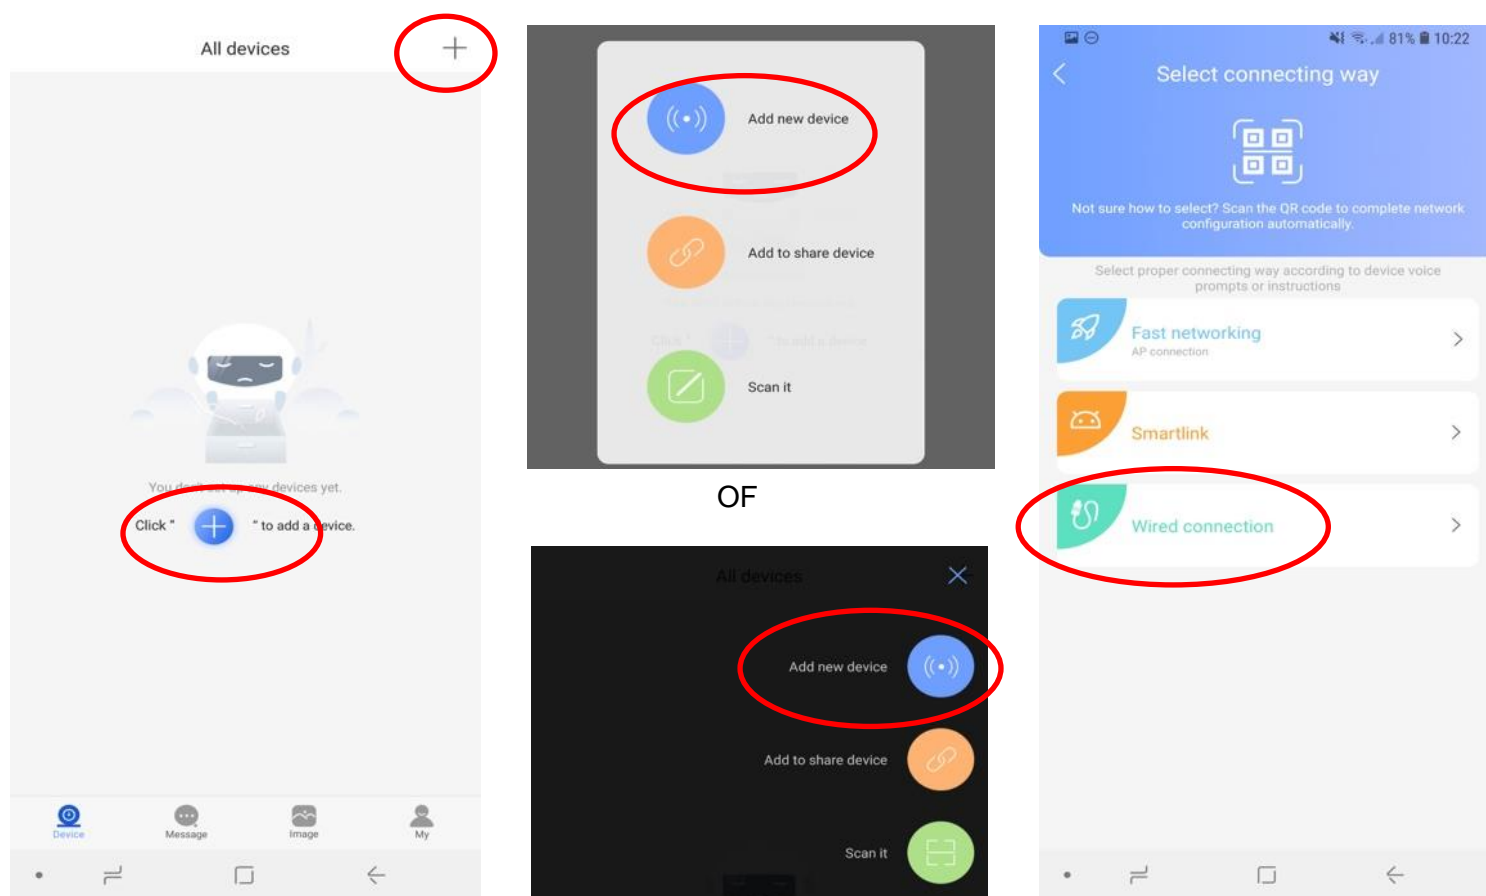 All devices
You don't set up any devices yet.
Click " " to add a device.
Device
Message
Image
My
Add new device
Add to share device
Click " " to add a device
Scan it
OF
All devices
Add new device
Add to share device
Scan it
81% 10:22
Select connecting way
Not sure how to select? Scan the QR code to complete network
configuration automatically.
Select proper connecting way according to device voice
prompts or instructions
Fast networking
AP connection
Smartlink
Wired connection